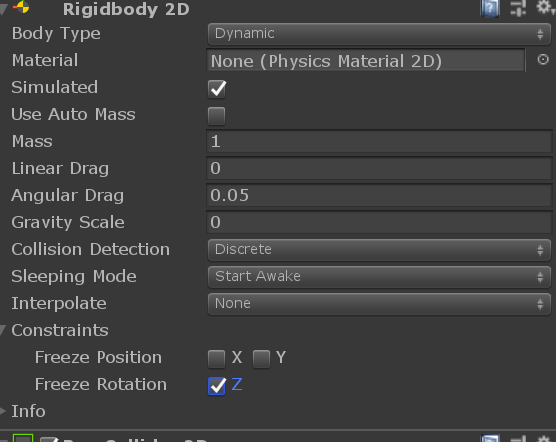 Rigidbody 2D
Body Type Dynamic
Material None (Physics Material 2D)
Simulated
Use Auto Mass
Mass 1
Linear Drag 0
Angular Drag 0.05
Gravity Scale 0
Collision Detection Discrete
Sleeping Mode Start Awake
Interpolate None
Constraints
Freeze Position X Y
Freeze Rotation Z
Info